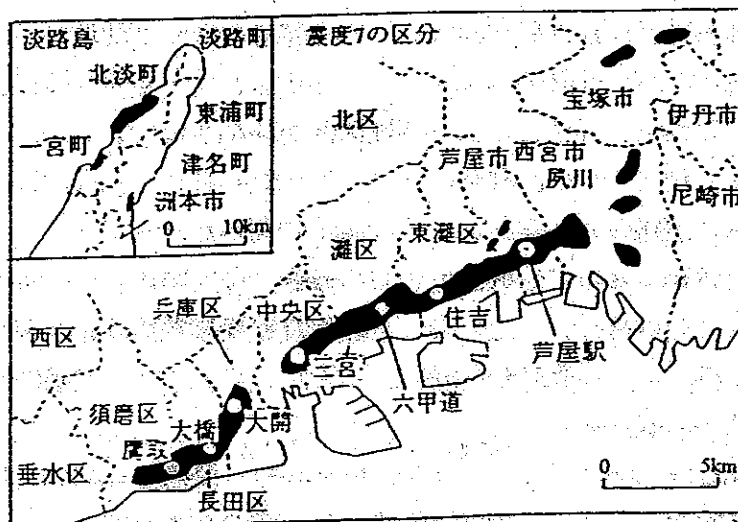 淡路島
淡路町
北淡町
東浦町
一宮町
津名町
洲本市
0 10km
震度7の区分
宝塚市
伊丹市
北区
芦屋市
西宮市
夙川
尼崎市
東灘区
灘区
兵庫区
中央区
住吉
西区
三宮
芦屋駅
六甲道
須磨区
大橋
大開
鷹取
垂水区
長田区
0 5km